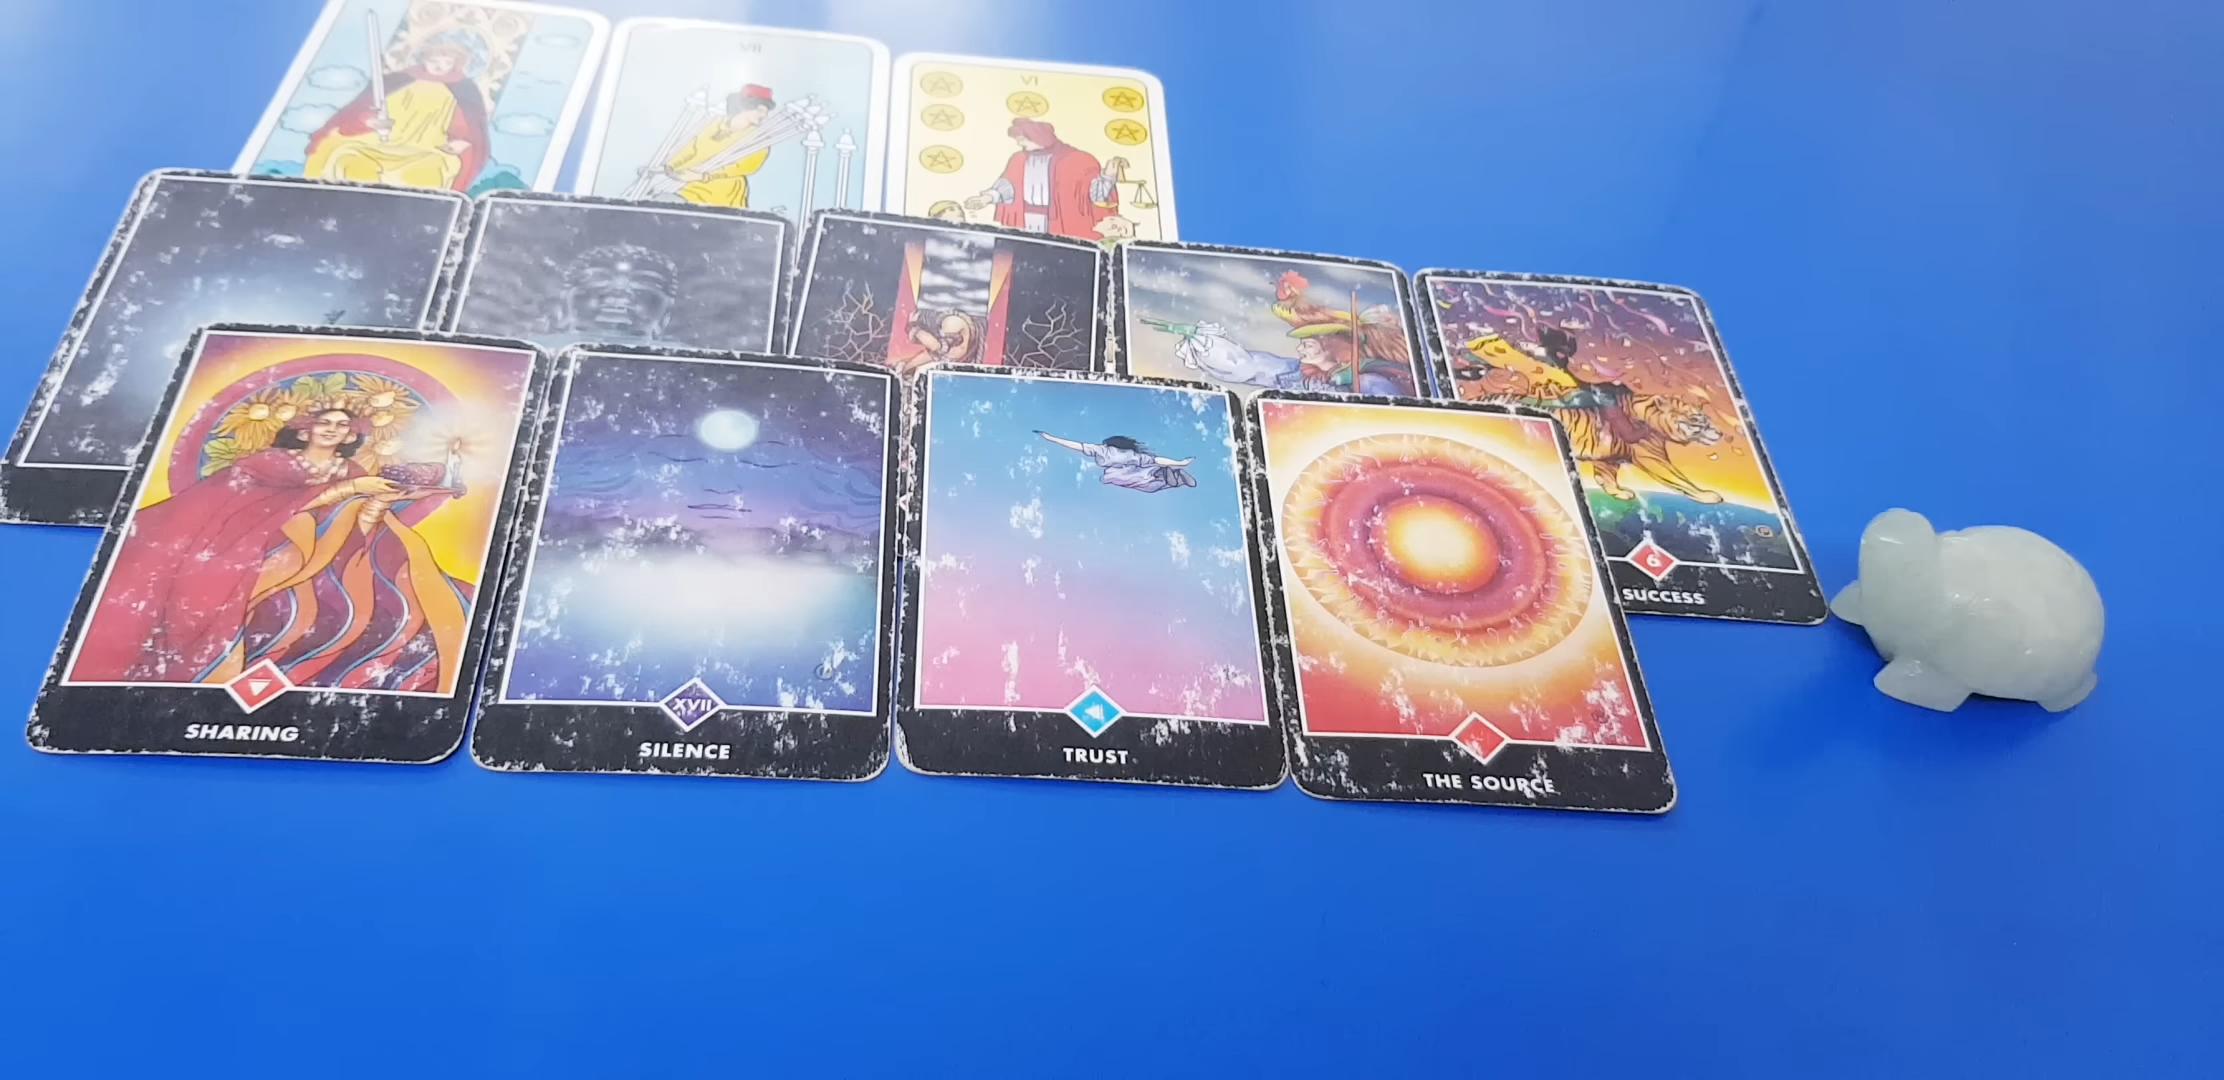 VII
VI
6
SUCCESS
SHARING
XVII
SILENCE
TRUST
THE SOURCE